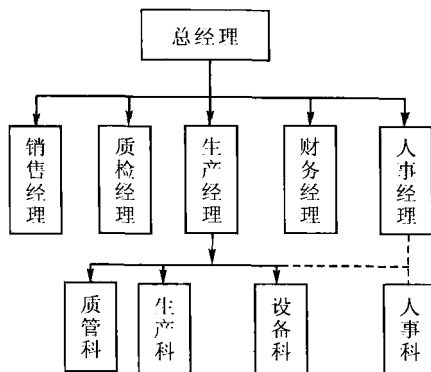 总经理
销售经理
质检经理
生产经理
财务经理
人事经理
质管科
生产科
设备科
人事科